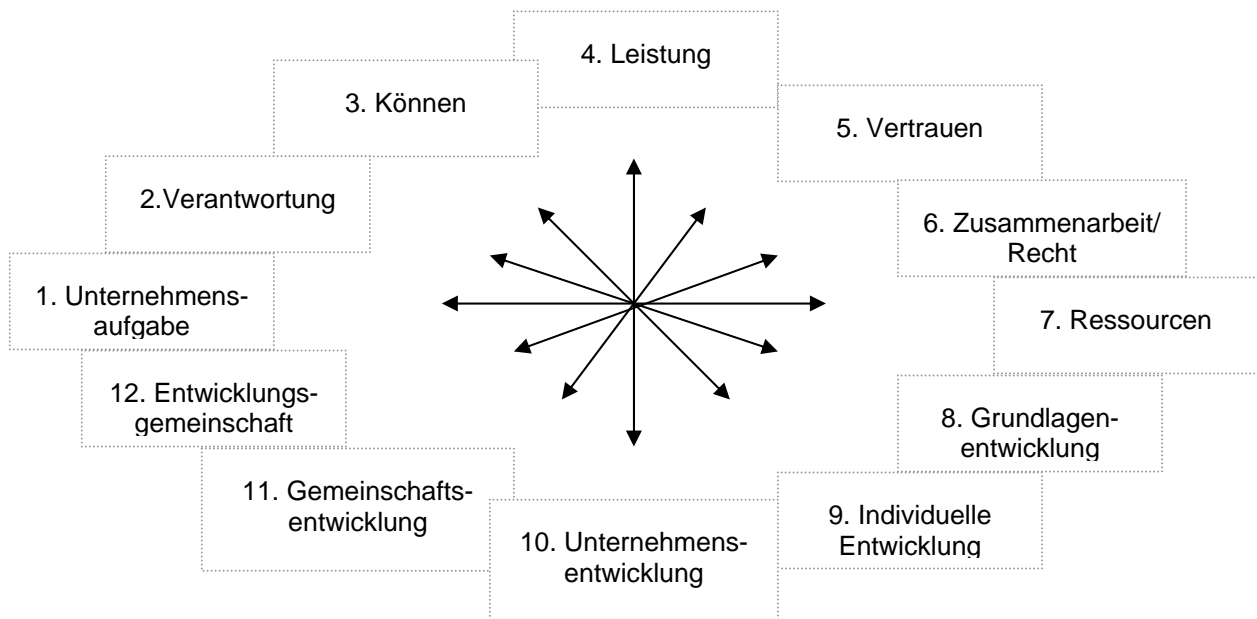 4. Leistung
3. Können
5. Vertrauen
2.Verantwortung
6. Zusammenarbeit/
Recht
1. Unternehmens-
aufgabe
7. Ressourcen
12. Entwicklungs-
gemeinschaft
8. Grundlagen-
entwicklung
11. Gemeinschafts-
entwicklung
9. Individuelle
Entwicklung
10. Unternehmens-
entwicklung